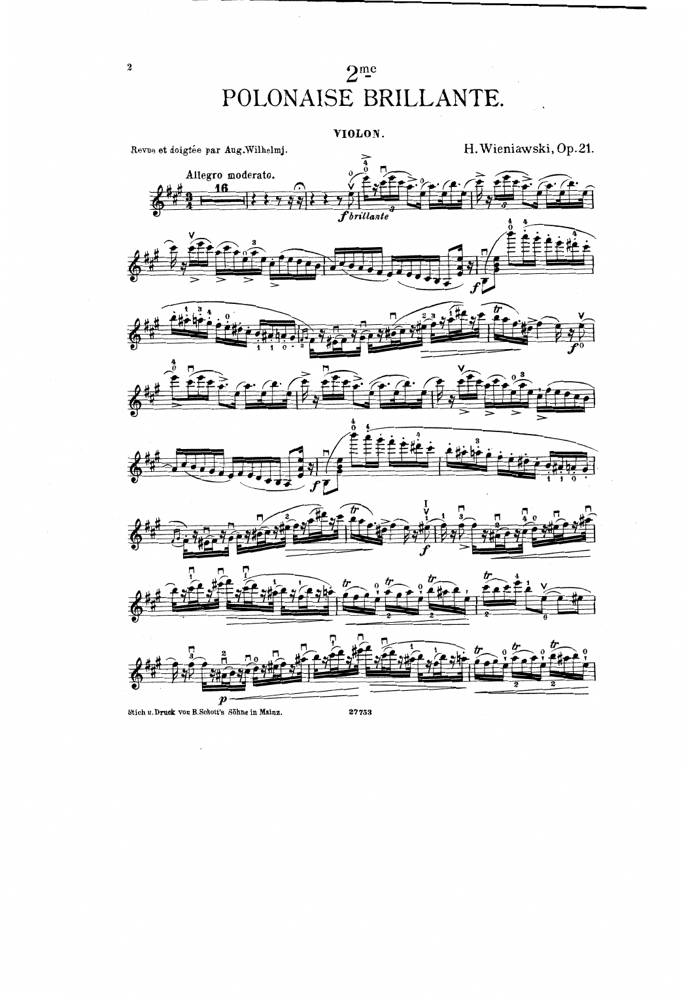 2
2me
POLONAISE BRILLANTE.
VIOLON.
Revue et doigtée par Aug. Wilhelmj.
H. Wieniawski, Op. 21.
Allegro moderato.
16
f brillante
f
f
f
f
p
Stich u. Druck von B. Schott's Söhne in Mainz.
27753